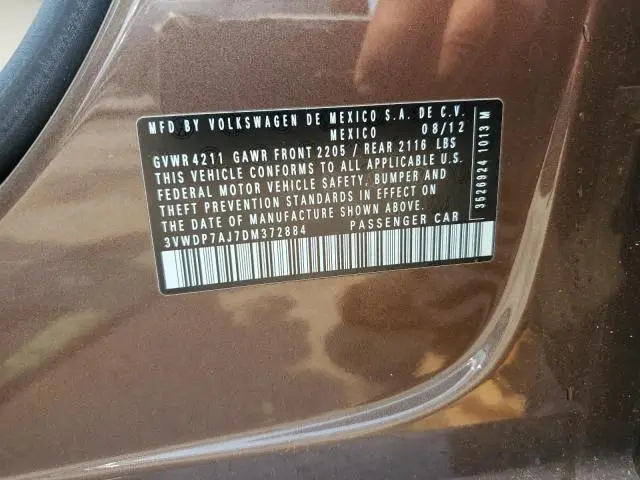 MFD BY VOLKSWAGEN DE MEXICO S.A. DE C.V.
MEXICO 08/12
GVWR 4211 GAWR FRONT 2205 / REAR 2116 LBS
THIS VEHICLE CONFORMS TO ALL APPLICABLE U.S.
FEDERAL MOTOR VEHICLE SAFETY, BUMPER AND
THEFT PREVENTION STANDARDS IN EFFECT ON
THE DATE OF MANUFACTURE SHOWN ABOVE.
3VWDP7AJ7DM372884 PASSENGER CAR
3526924 1013 M